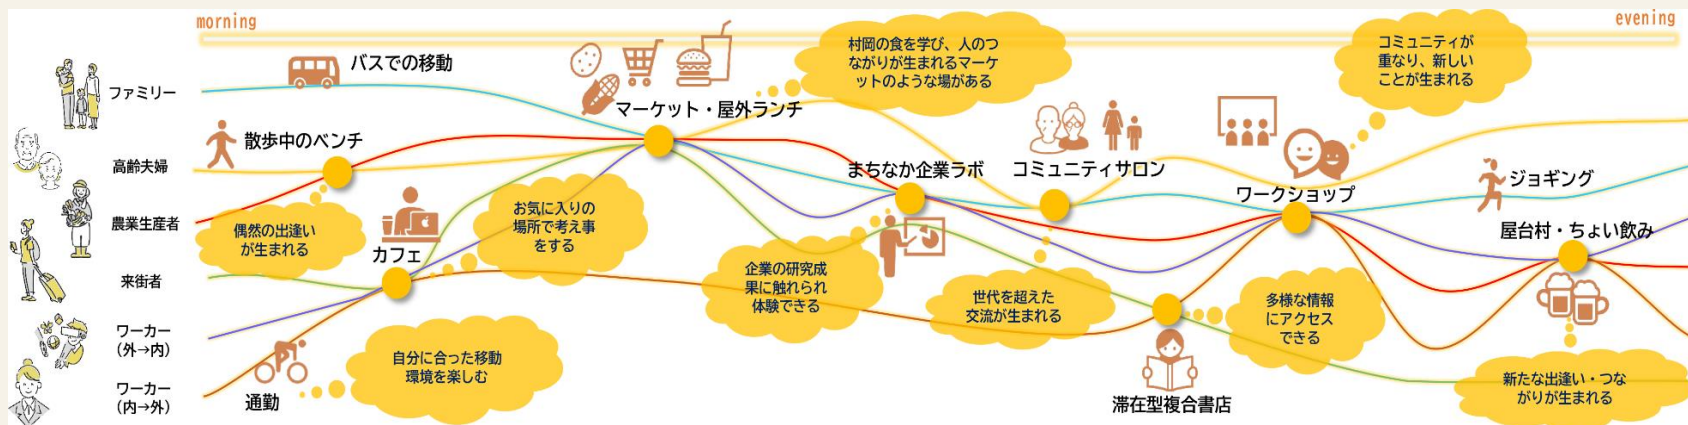 morning
evening
ファミリー
高齢夫婦
農業生産者
来街者
ワーカー
（外→内）
ワーカー
（内→外）
バスでの移動
散歩中のベンチ
偶然の出逢い
が生まれる
カフェ
通勤
自分に合った移動
環境を楽しむ
お気に入りの
場所で考え事
をする
マーケット・屋外ランチ
村岡の食を学び、人のつ
ながりが生まれるマーケ
ットのような場がある
まちなか企業ラボ
企業の研究成
果に触れられ
体験できる
コミュニティサロン
世代を超えた
交流が生まれる
滞在型複合書店
多様な情報
にアクセス
できる
ワークショップ
コミュニティが
重なり、新しい
ことが生まれる
ジョギング
屋台村・ちょい飲み
新たな出逢い・つな
がりが生まれる